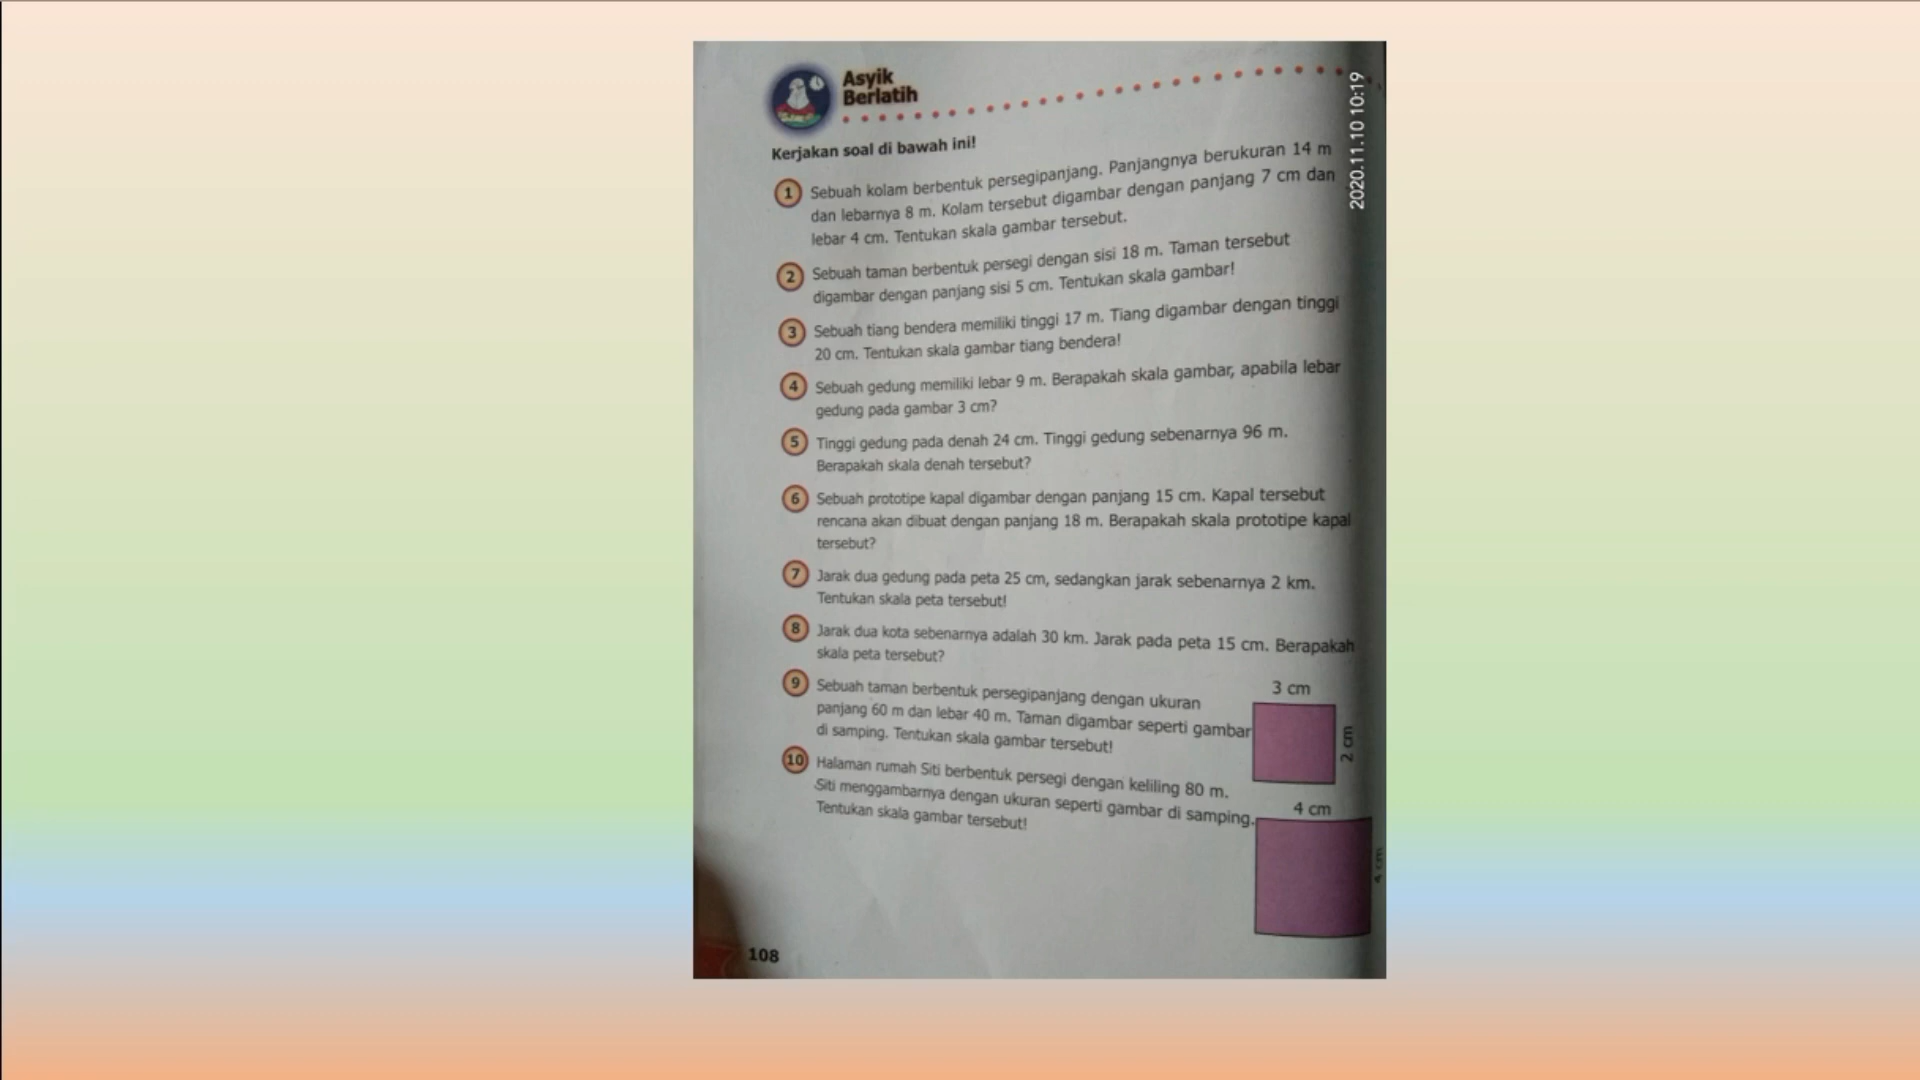 Asyik
Berlatih
2020.11.10 10:19
Kerjakan soal di bawah ini!
1 Sebuah kolam berbentuk persegipanjang. Panjangnya berukuran 14 m
dan lebarnya 8 m. Kolam tersebut digambar dengan panjang 7 cm dan
lebar 4 cm. Tentukan skala gambar tersebut.
2 Sebuah taman berbentuk persegi dengan sisi 18 m. Taman tersebut
digambar dengan panjang sisi 5 cm. Tentukan skala gambar!
3 Sebuah tiang bendera memiliki tinggi 17 m. Tiang digambar dengan tinggi
20 cm. Tentukan skala gambar tiang bendera!
4 Sebuah gedung memiliki lebar 9 m. Berapakah skala gambar, apabila lebar
gedung pada gambar 3 cm?
5 Tinggi gedung pada denah 24 cm. Tinggi gedung sebenarnya 96 m.
Berapakah skala denah tersebut?
6 Sebuah prototipe kapal digambar dengan panjang 15 cm. Kapal tersebut
rencana akan dibuat dengan panjang 18 m. Berapakah skala prototipe kapal
tersebut?
7 Jarak dua gedung pada peta 25 cm, sedangkan jarak sebenarnya 2 km.
Tentukan skala peta tersebut!
8 Jarak dua kota sebenarnya adalah 30 km. Jarak pada peta 15 cm. Berapakah
skala peta tersebut?
9 Sebuah taman berbentuk persegipanjang dengan ukuran
panjang 60 m dan lebar 40 m. Taman digambar seperti gambar
di samping. Tentukan skala gambar tersebut!
3 cm
2 cm
10 Halaman rumah Siti berbentuk persegi dengan keliling 80 m.
Siti menggambarnya dengan ukuran seperti gambar di samping.
Tentukan skala gambar tersebut!
4 cm
4 cm
108